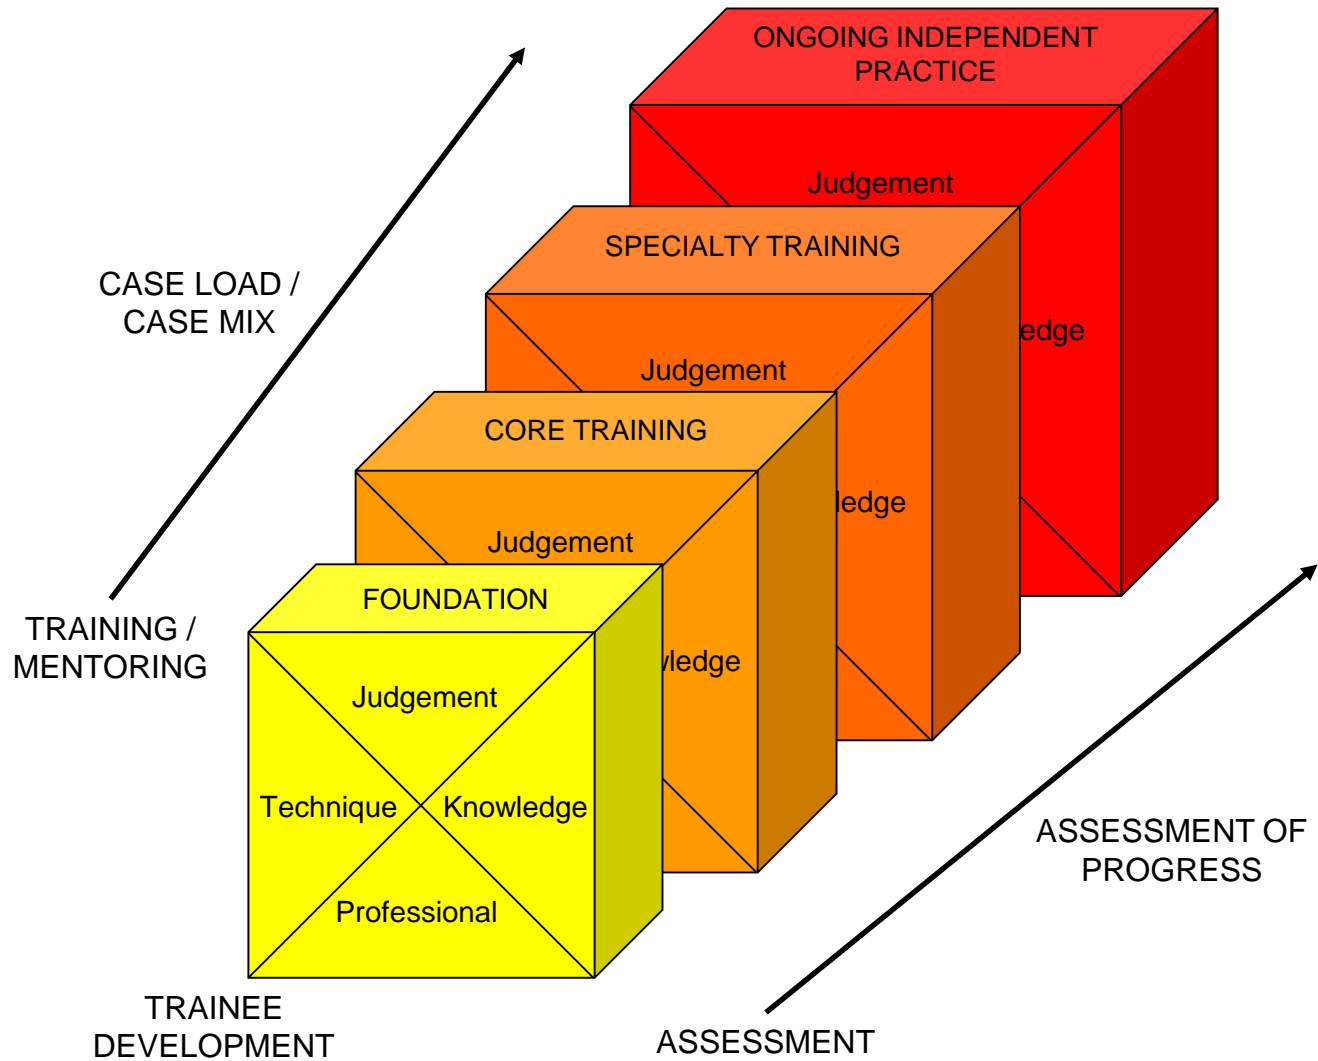 ONGOING INDEPENDENT
PRACTICE
Judgement
edge
SPECIALTY TRAINING
Judgement
ledge
CORE TRAINING
Judgement
wledge
FOUNDATION
Judgement
Technique
Knowledge
Professional
CASE LOAD /
CASE MIX
TRAINING /
MENTORING
TRAINEE
DEVELOPMENT
ASSESSMENT
ASSESSMENT OF
PROGRESS